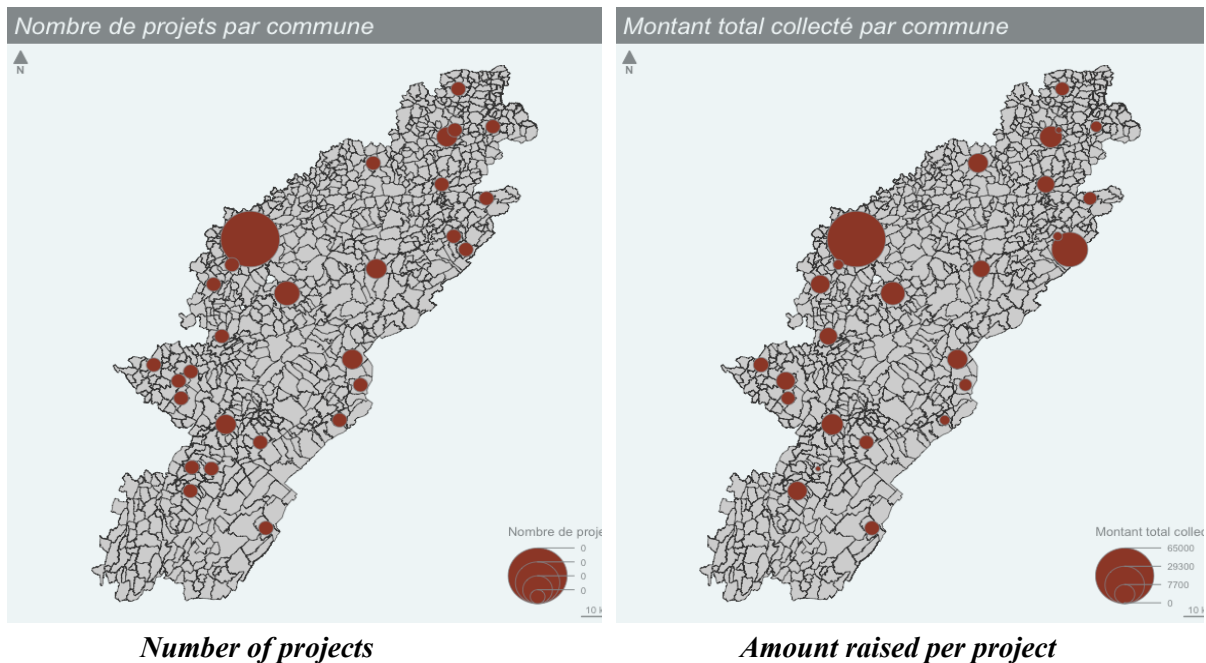 Nombre de projets par commune
N
Nombre de proje
0
0
0
0
10 k
Number of projects
Montant total collecté par commune
N
Montant total collec
65000
29300
7700
0
10 k
Amount raised per project